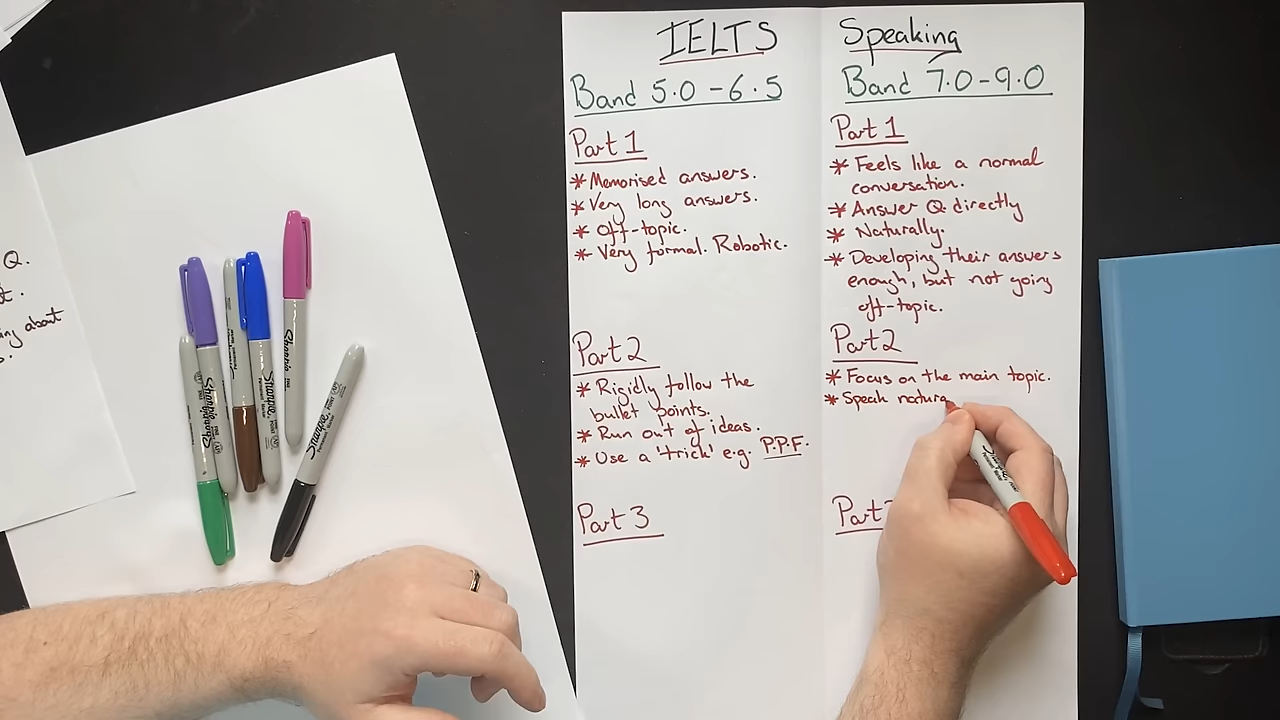 IELTS Speaking
Band 5.0 - 6.5
Part 1
* Memorised answers.
* Very long answers.
* Off-topic.
* Very formal. Robotic.
Part 2
* Rigidly follow the
bullet points.
* Run out of ideas.
* Use a 'trick' e.g. P.P.F.
Part 3
Band 7.0 - 9.0
Part 1
* Feels like a normal
conversation.
* Answer Q. directly
* Naturally.
* Developing their answers
enough, but not going
off-topic.
Part 2
* Focus on the main topic.
* Speak natura
Part
Q.
about
Sharpie
Sharpie
Sharpie
Sharpie